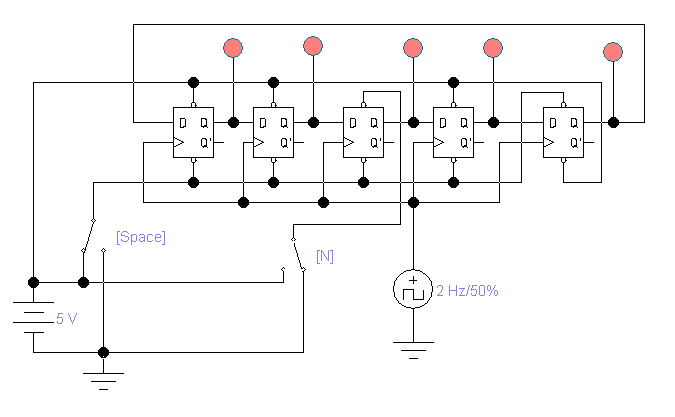 D Q D Q D Q D Q D Q
Q' Q' Q' Q' Q'
[Space]
[N]
2 Hz/50%
5 V